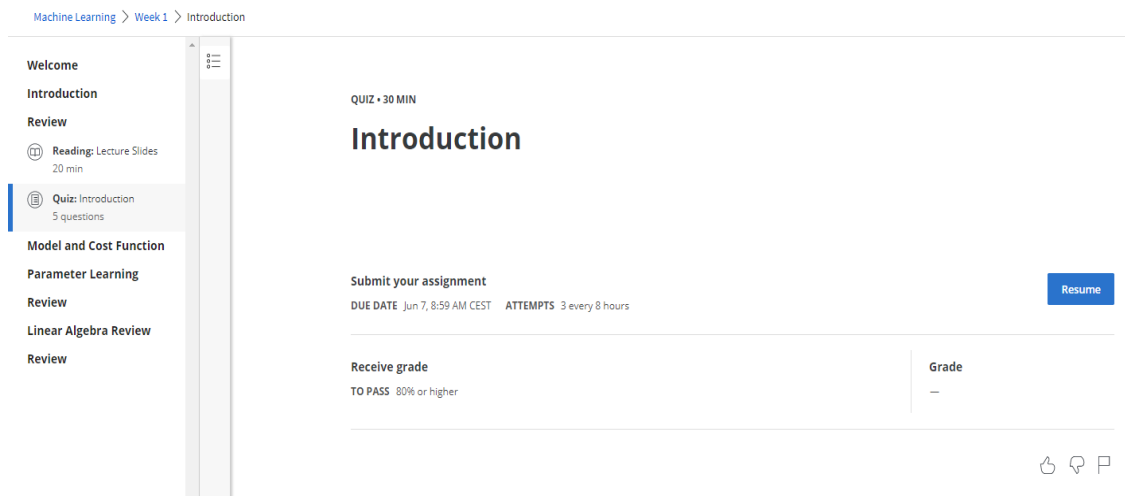 Machine Learning > Week 1 > Introduction
Welcome
Introduction
Review
Reading: Lecture Slides
20 min
Quiz: Introduction
5 questions
Model and Cost Function
Parameter Learning
Review
Linear Algebra Review
Review
QUIZ • 30 MIN
Introduction
Submit your assignment
DUE DATE Jun 7, 8:59 AM CEST ATTEMPTS 3 every 8 hours
Resume
Receive grade
TO PASS 80% or higher
Grade
—